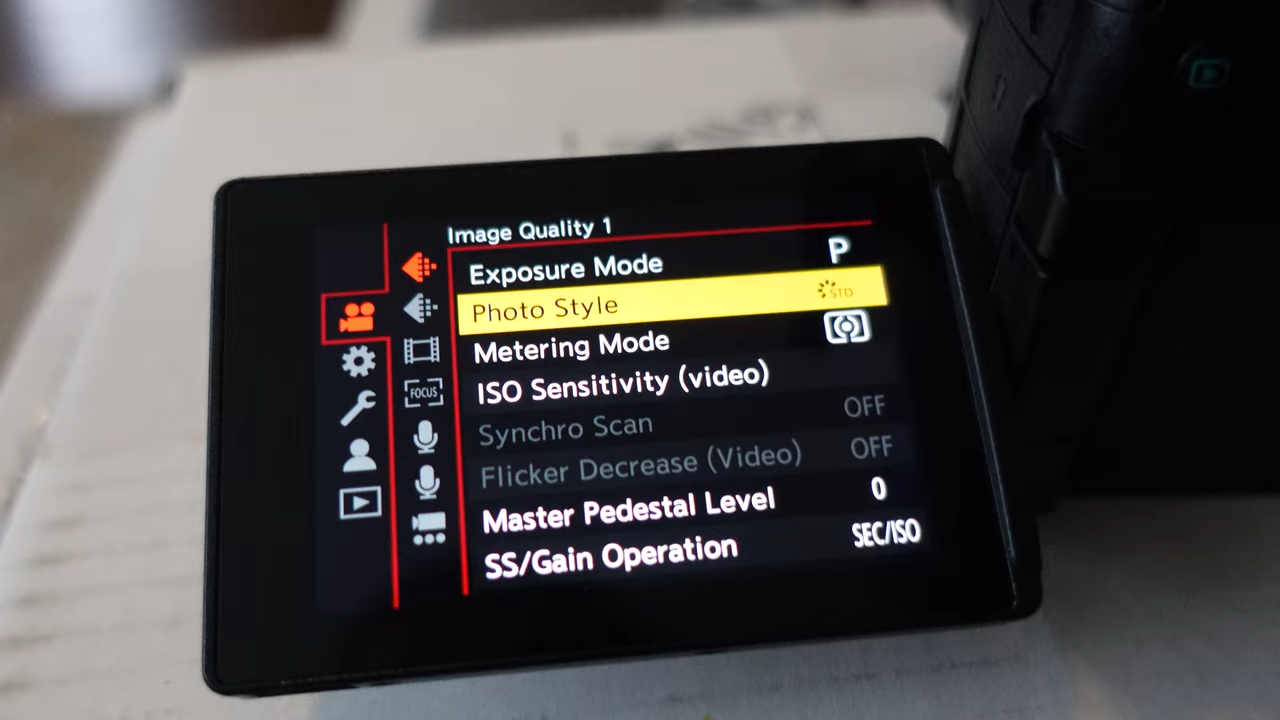 Image Quality 1
Exposure Mode P
Photo Style STD.
Metering Mode
ISO Sensitivity (video)
FOCUS
Synchro Scan OFF
Flicker Decrease (Video) OFF
Master Pedestal Level 0
SS/Gain Operation SEC/ISO